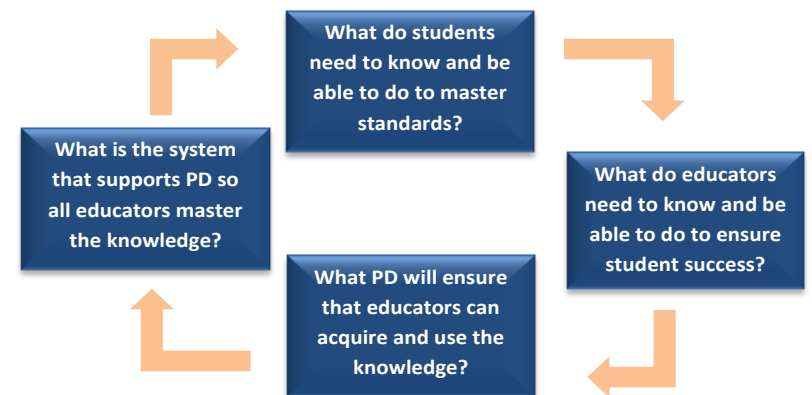 What do students
need to know and be
able to do to master
standards?
What do educators
need to know and be
able to do to ensure
student success?
What PD will ensure
that educators can
acquire and use the
knowledge?
What is the system
that supports PD so
all educators master
the knowledge?